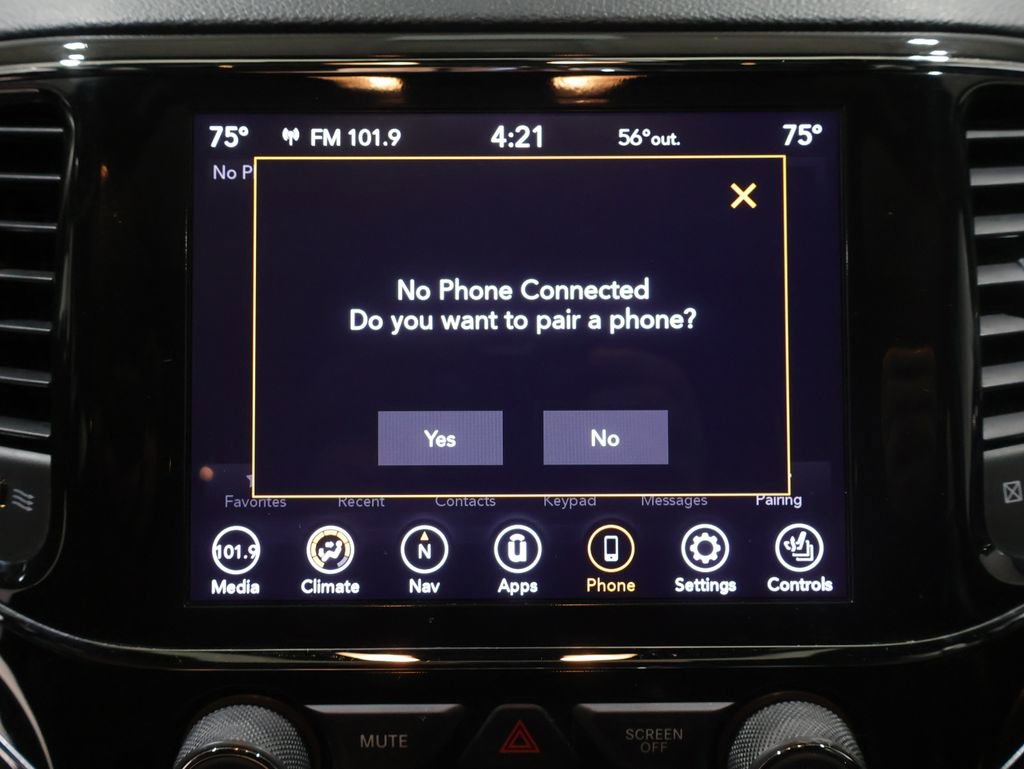 75° FM 101.9 4:21 56°out. 75°
No P
No Phone Connected
Do you want to pair a phone?
Yes No
Favorites Recent Contacts Keypad Messages Pairing
101.9 N u
Media Climate Nav Apps Phone Settings Controls
MUTE SCREEN
OFF